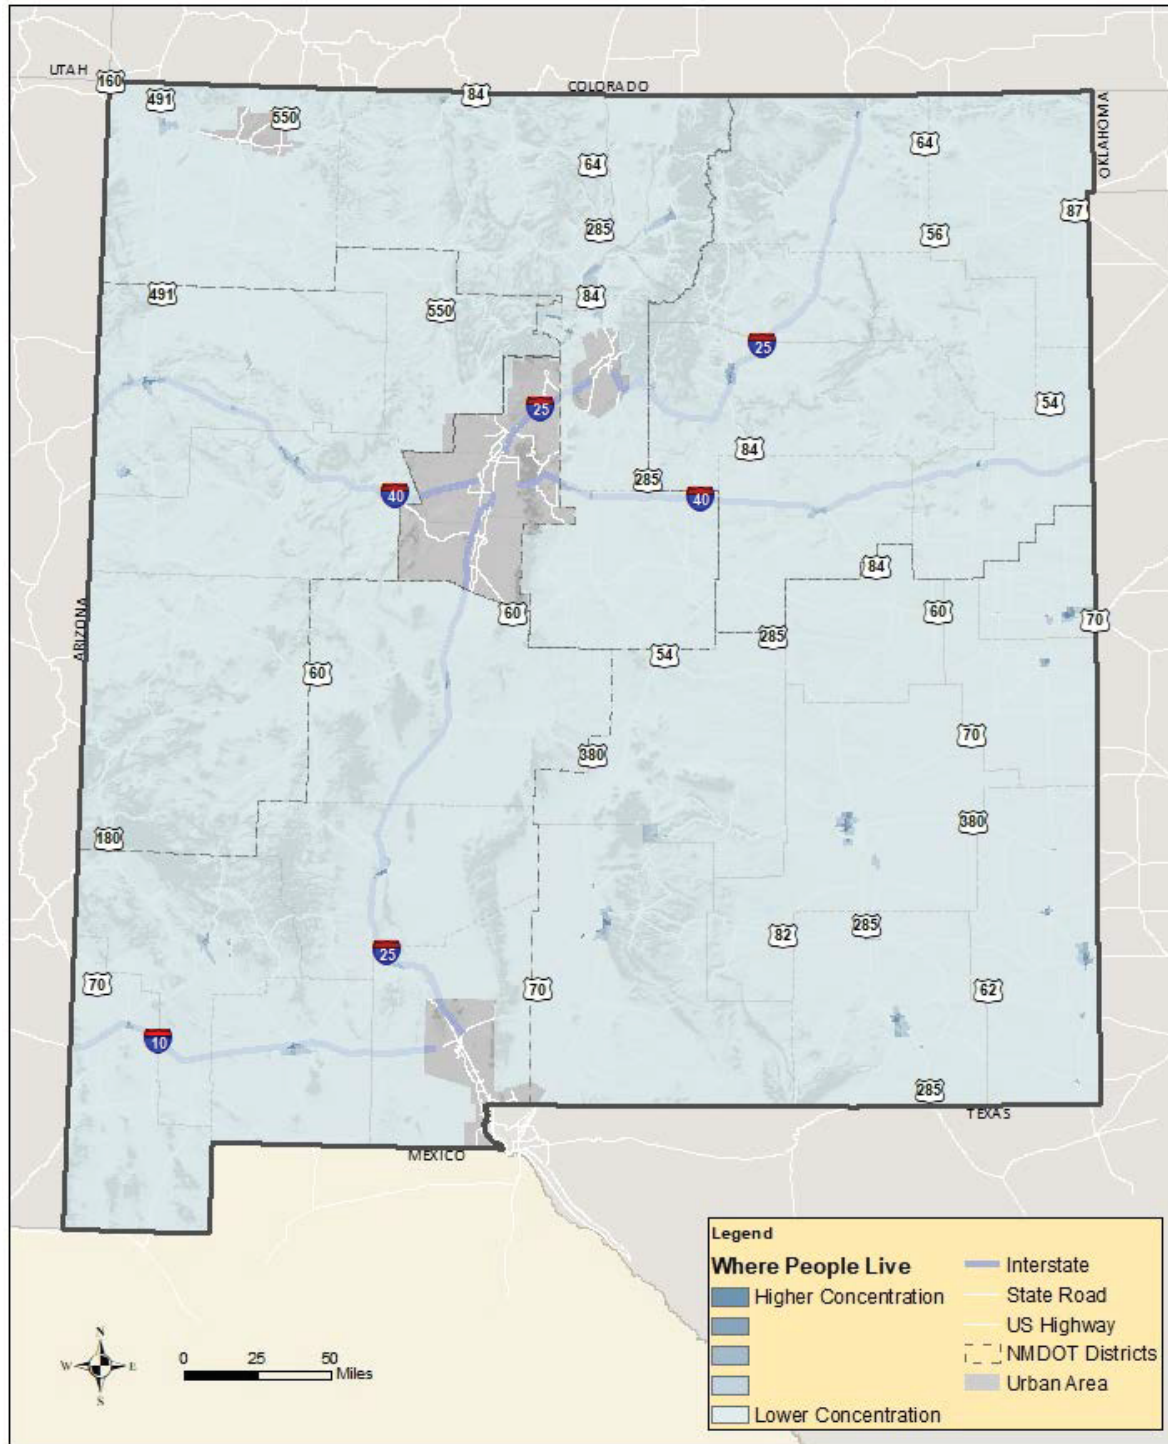 UTAH
160
COLORADO
491
84
550
OKLAHOMA
64
64
87
285
56
491
84
550
25
54
25
84
285
40
40
84
ARIZONA
60
60
70
285
54
60
70
380
380
180
82
285
25
70
70
62
10
285
TEXAS
MEXICO
Legend
Where People Live
Higher Concentration
Lower Concentration
Interstate
State Road
US Highway
NMDOT Districts
Urban Area
N
W E
S
0 25 50
Miles